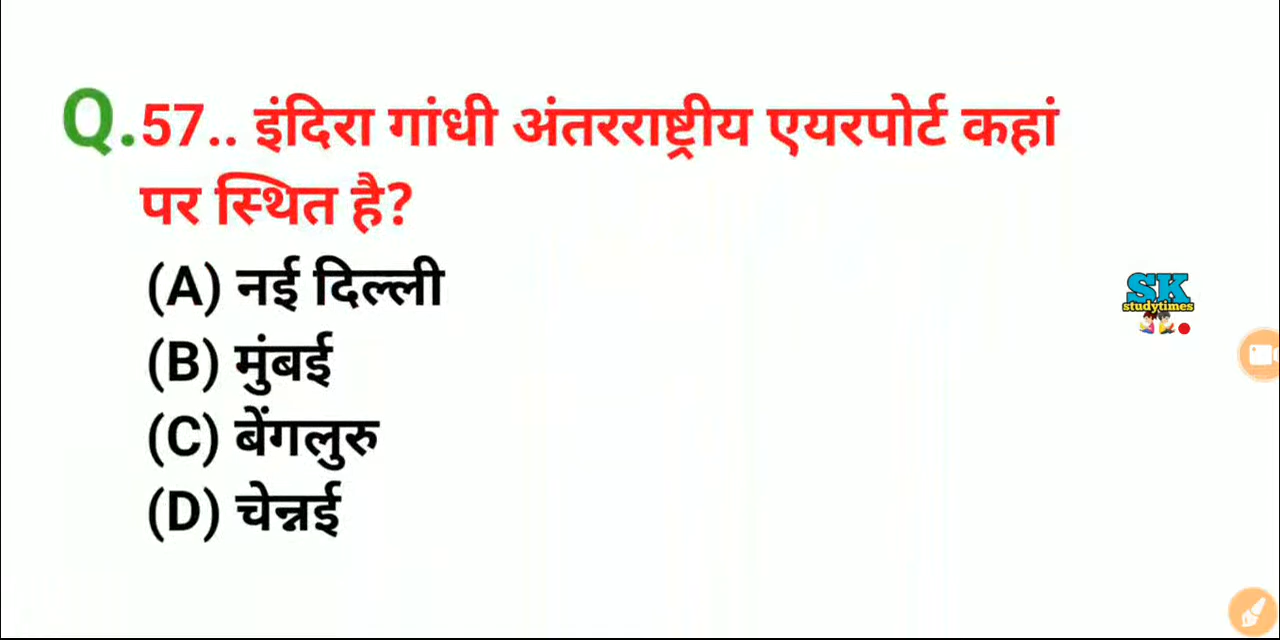 Q.57.. इंदिरा गांधी अंतरराष्ट्रीय एयरपोर्ट कहां
पर स्थित है?
(A) नई दिल्ली
(B) मुंबई
(C) बेंगलुरु
(D) चेन्नई
SK
studytimes